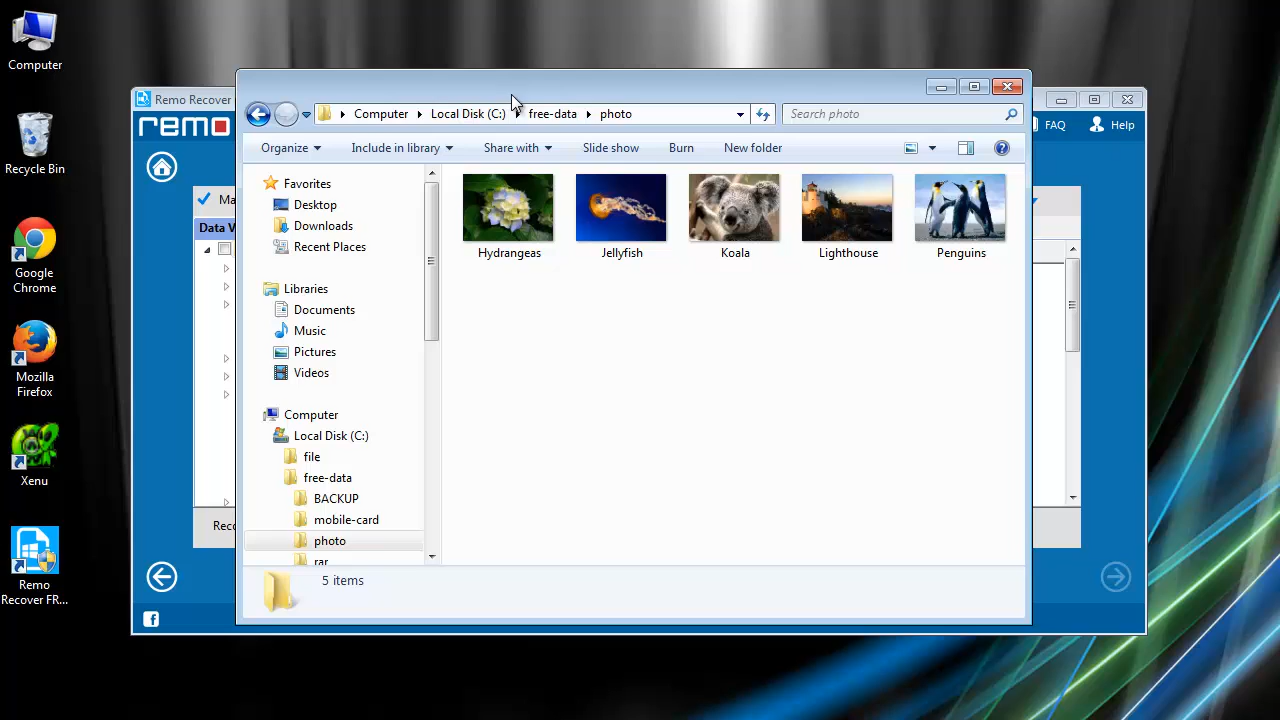 Computer
Recycle Bin
Google
Chrome
Mozilla
Firefox
Xenu
Remo
Recover FR...
Remo Recover
remo
FAQ
Help
Ma
Data V
Reco
Computer
Local Disk (C:)
free-data
photo
Search photo
Organize
Include in library
Share with
Slide show
Burn
New folder
Favorites
Desktop
Downloads
Recent Places
Libraries
Documents
Music
Pictures
Videos
Computer
Local Disk (C:)
file
free-data
BACKUP
mobile-card
photo
rar
Hydrangeas
Jellyfish
Koala
Lighthouse
Penguins
5 items